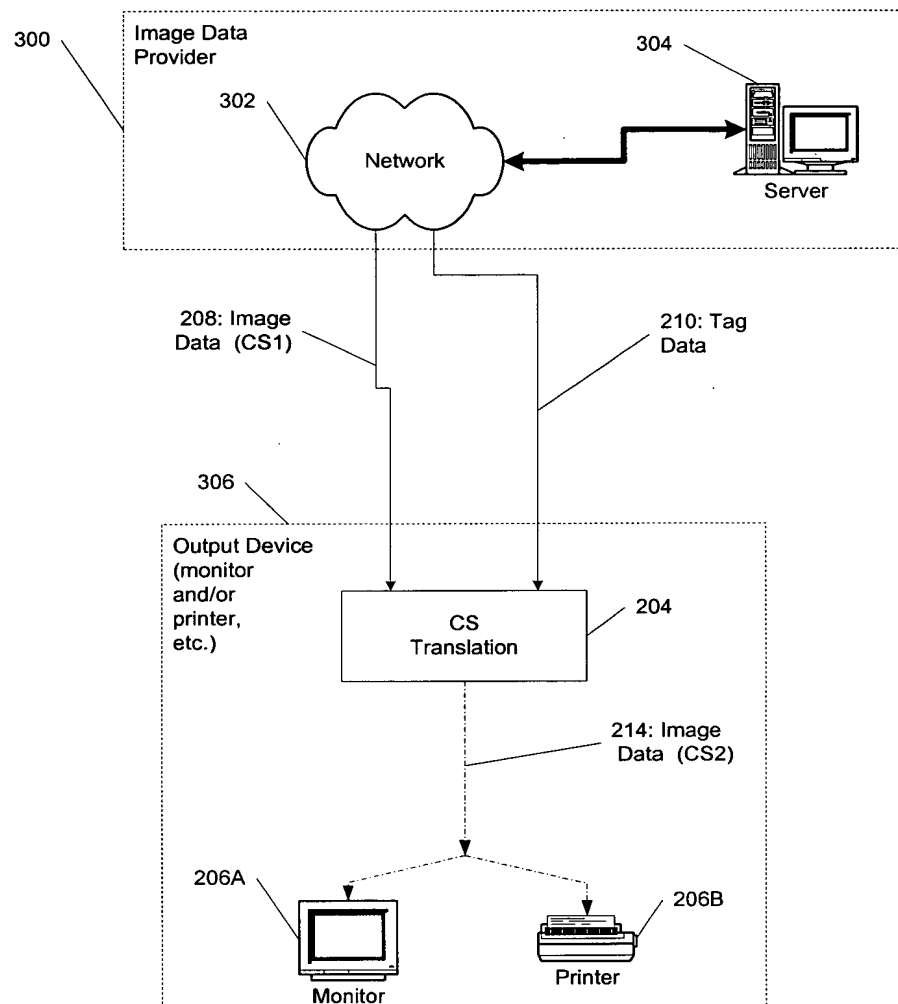 300
Image Data
Provider
304
302
Network
Server
208: Image
Data (CS1)
210: Tag
Data
306
Output Device
(monitor
and/or
printer,
etc.)
CS
Translation
204
214: Image
Data (CS2)
206A
206B
Monitor
Printer